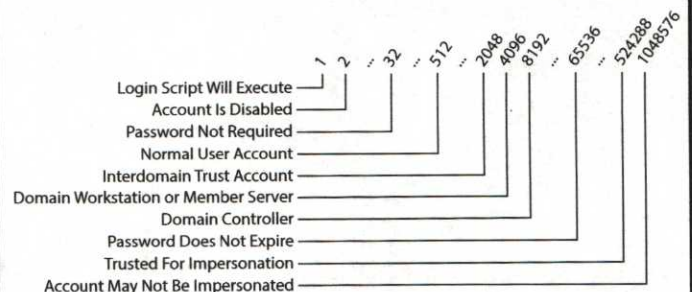 1 2 ... 32 ... 512 ... 2048 4096 8192 ... 65536 ... 524288 1048576
Login Script Will Execute
Account Is Disabled
Password Not Required
Normal User Account
Interdomain Trust Account
Domain Workstation or Member Server
Domain Controller
Password Does Not Expire
Trusted For Impersonation
Account May Not Be Impersonated